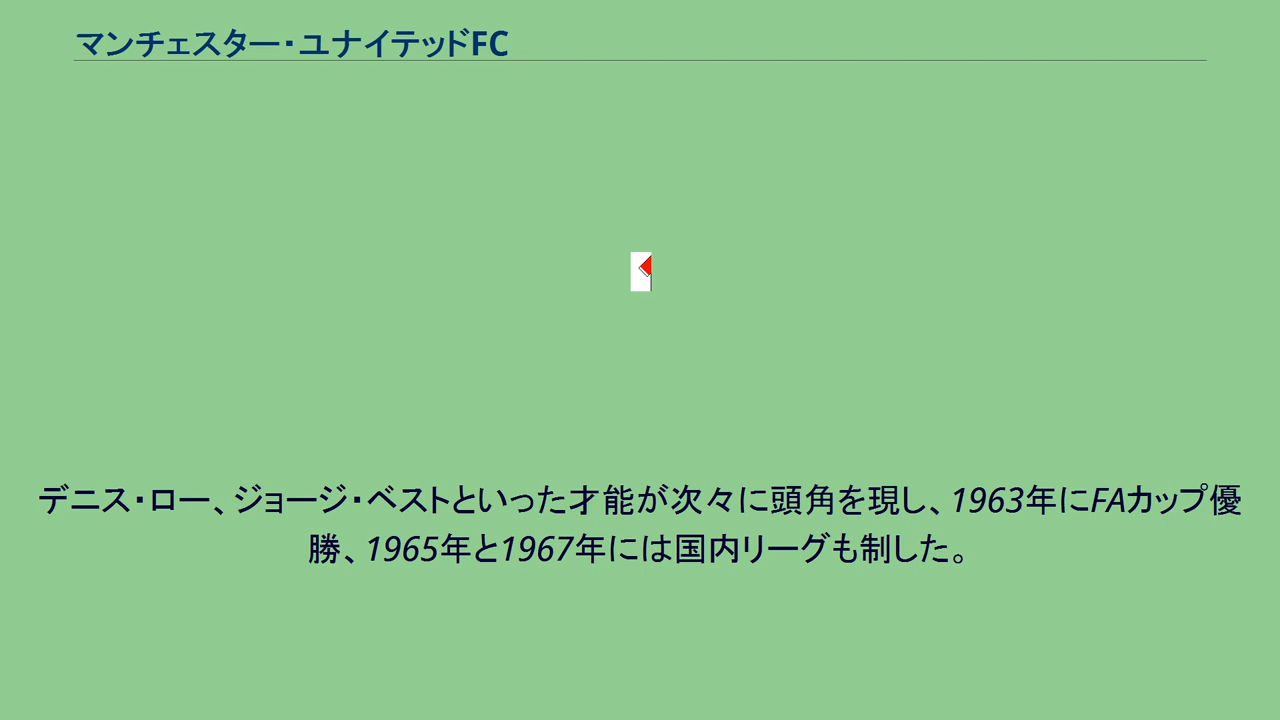 マンチェスター・ユナイテッドFC
デニス・ロー、ジョージ・ベストといった才能が次々に頭角を現し、1963年にFAカップ優
勝、1965年と1967年には国内リーグも制した。